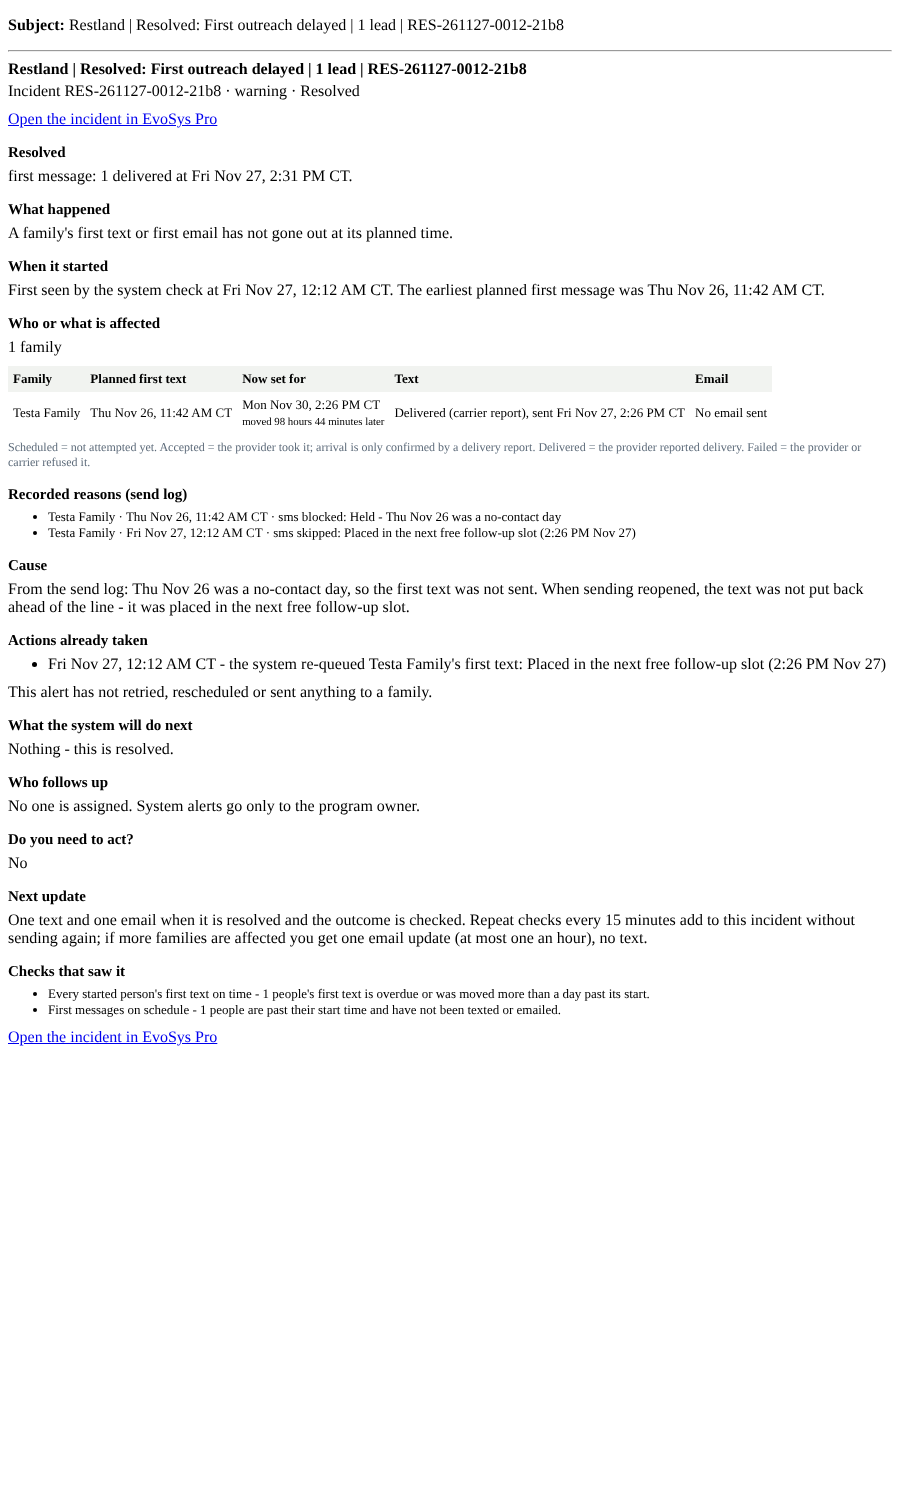 Subject: Restland | Resolved: First outreach delayed | 1 lead | RES-261127-0012-21b8
Restland | Resolved: First outreach delayed | 1 lead | RES-261127-0012-21b8
Incident RES-261127-0012-21b8 · warning · Resolved
Open the incident in EvoSys Pro
Resolved
first message: 1 delivered at Fri Nov 27, 2:31 PM CT.
What happened
A family's first text or first email has not gone out at its planned time.
When it started
First seen by the system check at Fri Nov 27, 12:12 AM CT. The earliest planned first message was Thu Nov 26, 11:42 AM CT.
Who or what is affected
1 family
Family Planned first text Now set for Text Email
Testa Family Thu Nov 26, 11:42 AM CT Mon Nov 30, 2:26 PM CT Delivered (carrier report), sent Fri Nov 27, 2:26 PM CT No email sent
moved 98 hours 44 minutes later
Scheduled = not attempted yet. Accepted = the provider took it; arrival is only confirmed by a delivery report. Delivered = the provider reported delivery. Failed = the provider or
carrier refused it.
Recorded reasons (send log)
• Testa Family · Thu Nov 26, 11:42 AM CT · sms blocked: Held - Thu Nov 26 was a no-contact day
• Testa Family · Fri Nov 27, 12:12 AM CT · sms skipped: Placed in the next free follow-up slot (2:26 PM Nov 27)
Cause
From the send log: Thu Nov 26 was a no-contact day, so the first text was not sent. When sending reopened, the text was not put back
ahead of the line - it was placed in the next free follow-up slot.
Actions already taken
• Fri Nov 27, 12:12 AM CT - the system re-queued Testa Family's first text: Placed in the next free follow-up slot (2:26 PM Nov 27)
This alert has not retried, rescheduled or sent anything to a family.
What the system will do next
Nothing - this is resolved.
Who follows up
No one is assigned. System alerts go only to the program owner.
Do you need to act?
No
Next update
One text and one email when it is resolved and the outcome is checked. Repeat checks every 15 minutes add to this incident without
sending again; if more families are affected you get one email update (at most one an hour), no text.
Checks that saw it
• Every started person's first text on time - 1 people's first text is overdue or was moved more than a day past its start.
• First messages on schedule - 1 people are past their start time and have not been texted or emailed.
Open the incident in EvoSys Pro